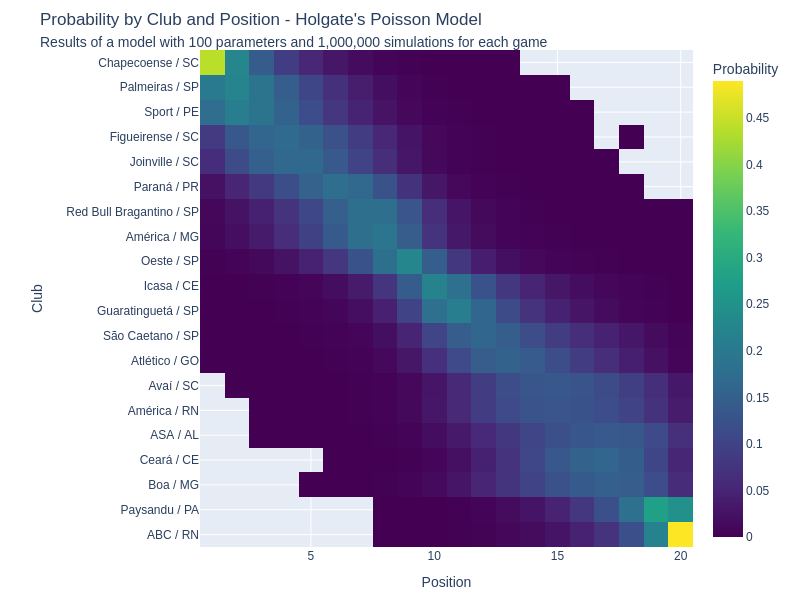 Probability by Club and Position - Holgate's Poisson Model
Results of a model with 100 parameters and 1,000,000 simulations for each game
Probability
Chapecoense / SC
Palmeiras / SP
Sport / PE
Figueirense / SC
Joinville / SC
Paraná / PR
Red Bull Bragantino / SP
América / MG
Oeste / SP
Icasa / CE
Guaratinguetá / SP
São Caetano / SP
Atlético / GO
Avaí / SC
América / RN
ASA / AL
Ceará / CE
Boa / MG
Paysandu / PA
ABC / RN
Club
5
10
15
20
Position
0.45
0.4
0.35
0.3
0.25
0.2
0.15
0.1
0.05
0